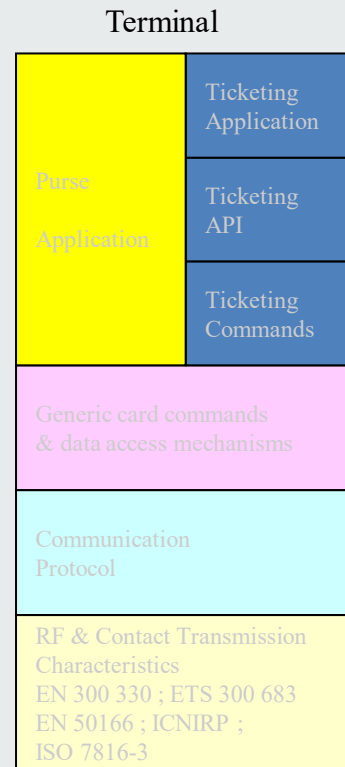 Terminal
Purse
Application
Ticketing
Application
Ticketing
API
Ticketing
Commands
Generic card commands
& data access mechanisms
Communication
Protocol
RF & Contact Transmission
Characteristics
EN 300 330 ; ETS 300 683
EN 50166 ; ICNIRP ;
ISO 7816-3